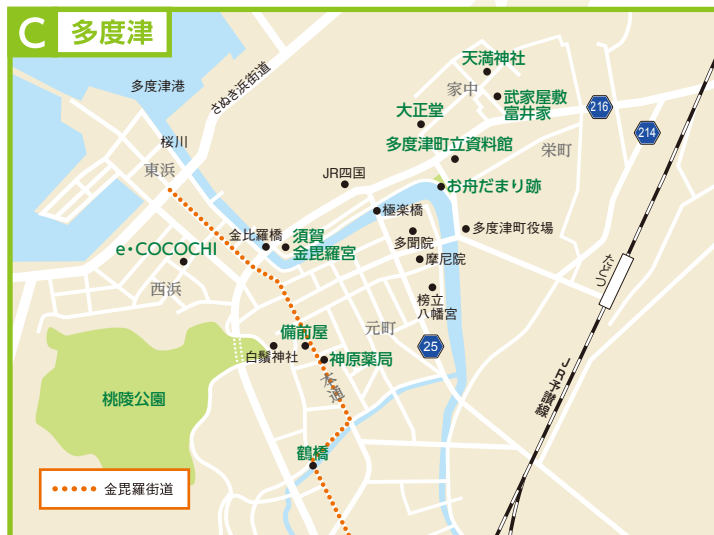 C 多度津
天満神社
家中
多度津港
さぬき浜街道
武家屋敷
富井家
216
大正堂
214
桜川
多度津町立資料館
栄町
東浜
JR四国
お舟だまり跡
極楽橋
金比羅橋
須賀
金毘羅宮
多聞院
多度津町役場
e・COCOCHI
摩尼院
たどつ
西浜
榜立
八幡宮
元町
備前屋
25
白鬚神社
神原薬局
本通
JR予讃線
桃陵公園
鶴橋
金毘羅街道